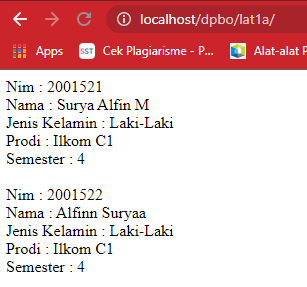 localhost/dpbo/lat1a/
Apps
SST
Cek Plagiarisme - P...
Alat-alat P
Nim : 2001521
Nama : Surya Alfin M
Jenis Kelamin : Laki-Laki
Prodi : Ilkom C1
Semester : 4
Nim : 2001522
Nama : Alfinn Suryaa
Jenis Kelamin : Laki-Laki
Prodi : Ilkom C1
Semester : 4